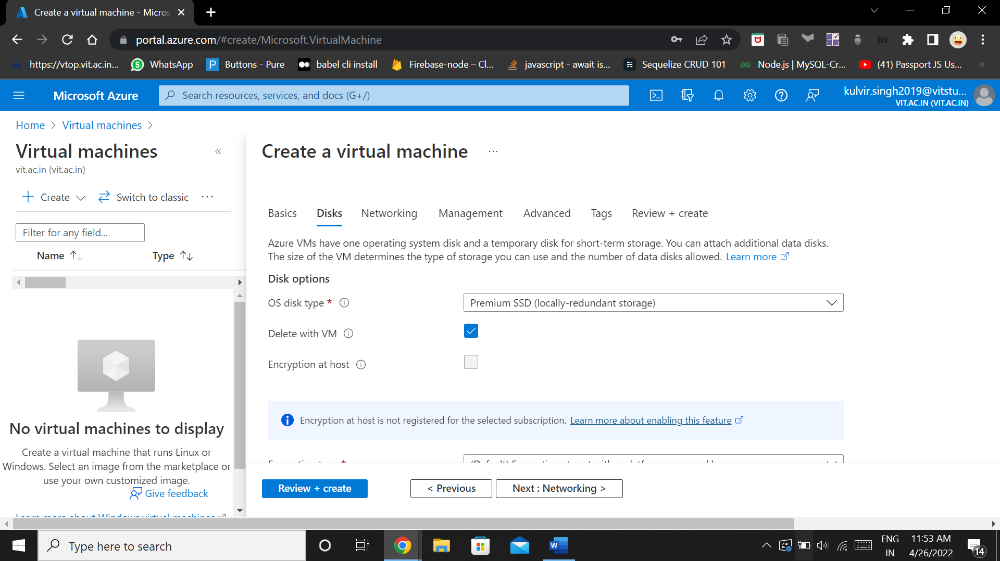 Create a virtual machine - Micros
portal.azure.com/#create/Microsoft.VirtualMachine
https://vtop.vit.ac.in...
WhatsApp
Buttons - Pure
babel cli install
Firebase-node – Cl...
javascript - await is...
Sequelize CRUD 101
Node.js | MySQL-Cr...
(41) Passport JS Us...
»
Microsoft Azure
Search resources, services, and docs (G+/)
kulvir.singh2019@vitstu...
VIT.AC.IN (VIT.AC.IN)
Home > Virtual machines >
Virtual machines
«
vit.ac.in (vit.ac.in)
+ Create
Switch to classic
...
Filter for any field...
Name ↑↓
Type ↑↓
No virtual machines to display
Create a virtual machine that runs Linux or
Windows. Select an image from the marketplace or
use your own customized image.
Give feedback
Learn more about Windows virtual machines
Create a virtual machine
...
Basics
Disks
Networking
Management
Advanced
Tags
Review + create
Azure VMs have one operating system disk and a temporary disk for short-term storage. You can attach additional data disks.
The size of the VM determines the type of storage you can use and the number of data disks allowed. Learn more
Disk options
OS disk type *
Premium SSD (locally-redundant storage)
Delete with VM
Encryption at host
Encryption at host is not registered for the selected subscription. Learn more about enabling this feature
Review + create
< Previous
Next : Networking >
Type here to search
ENG
IN
11:53 AM
4/26/2022
14